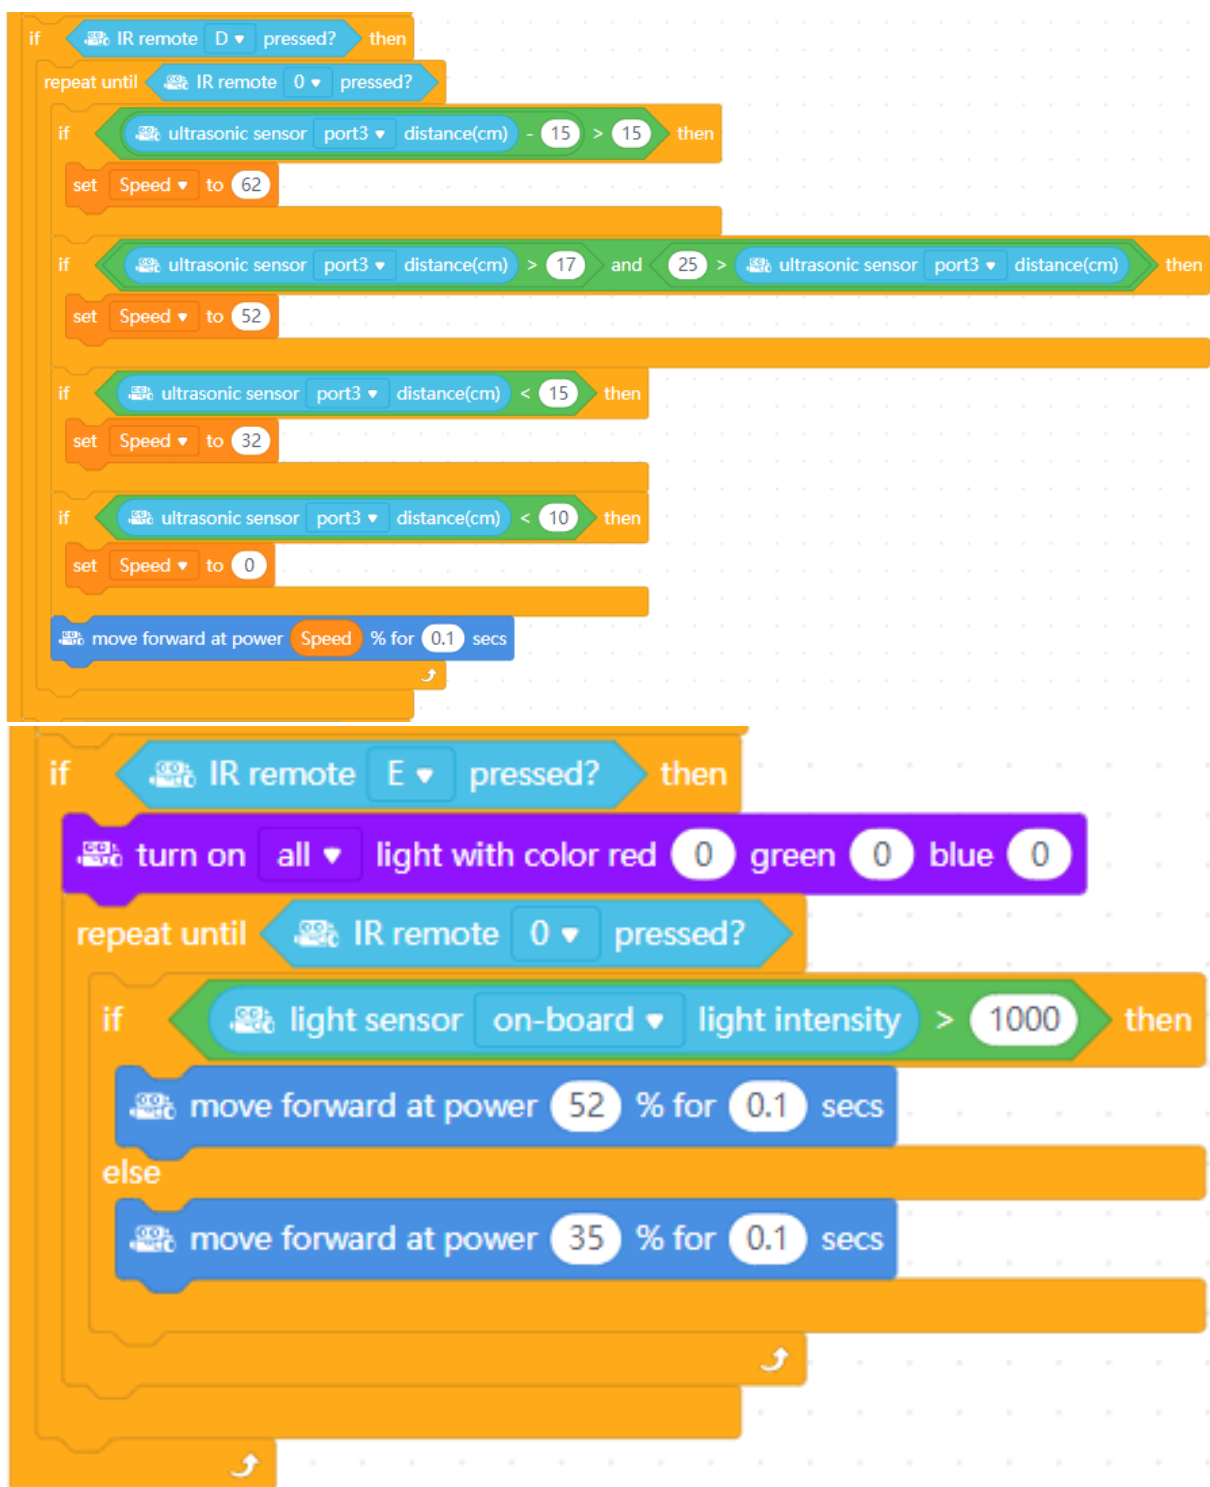 if IR remote D pressed? then
repeat until IR remote 0 pressed?
if ultrasonic sensor port3 distance(cm) - 15 > 15 then
set Speed to 62
if ultrasonic sensor port3 distance(cm) > 17 and 25 > ultrasonic sensor port3 distance(cm) then
set Speed to 52
if ultrasonic sensor port3 distance(cm) < 15 then
set Speed to 32
if ultrasonic sensor port3 distance(cm) < 10 then
set Speed to 0
move forward at power Speed % for 0.1 secs
if IR remote E pressed? then
turn on all light with color red 0 green 0 blue 0
repeat until IR remote 0 pressed?
if light sensor on-board light intensity > 1000 then
move forward at power 52 % for 0.1 secs
else
move forward at power 35 % for 0.1 secs